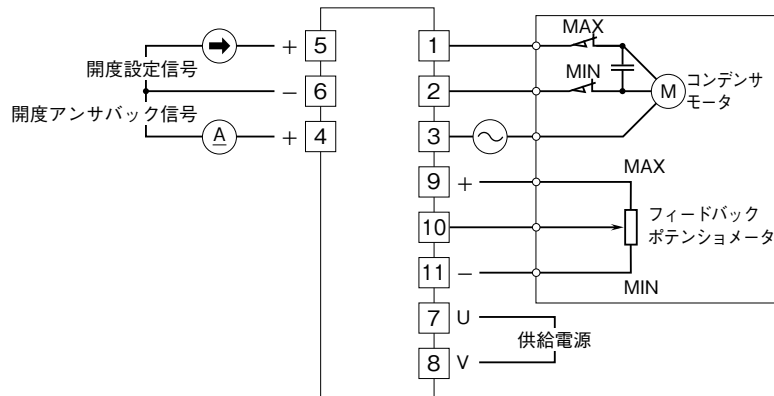 開度設定信号
開度アンサバック信号
+ 5
− 6
A + 4
1
2
3
9 +
10
11 −
7 U
8 V
供給電源
MAX
MIN
M
コンデンサ
モータ
MAX
フィードバック
ポテンショメータ
MIN